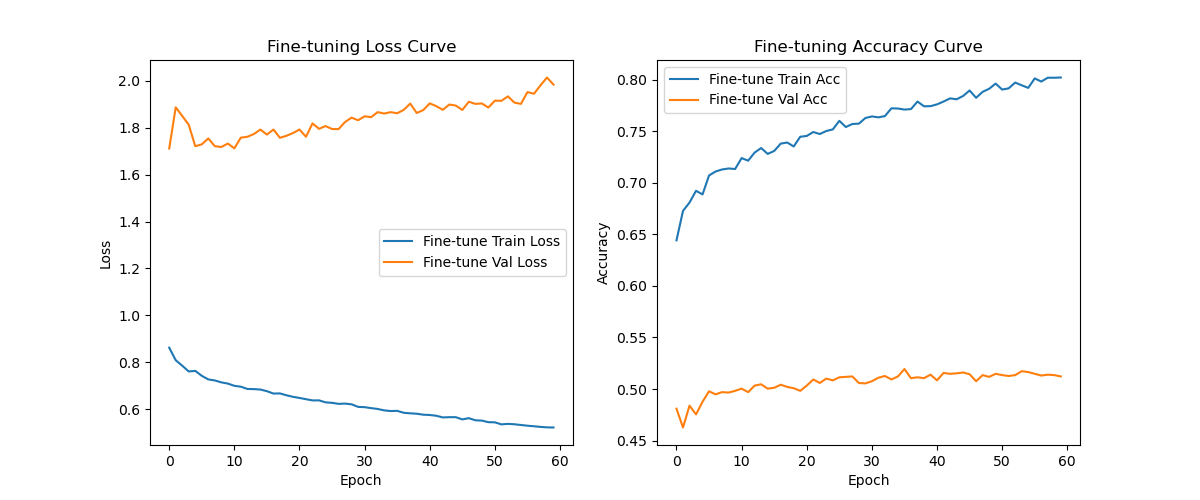 Fine-tuning Loss Curve
2.0
1.8
1.6
1.4
1.2
1.0
0.8
0.6
Loss
Fine-tune Train Loss
Fine-tune Val Loss
0 10 20 30 40 50 60
Epoch
Fine-tuning Accuracy Curve
0.80
0.75
0.70
0.65
0.60
0.55
0.50
0.45
Accuracy
Fine-tune Train Acc
Fine-tune Val Acc
0 10 20 30 40 50 60
Epoch